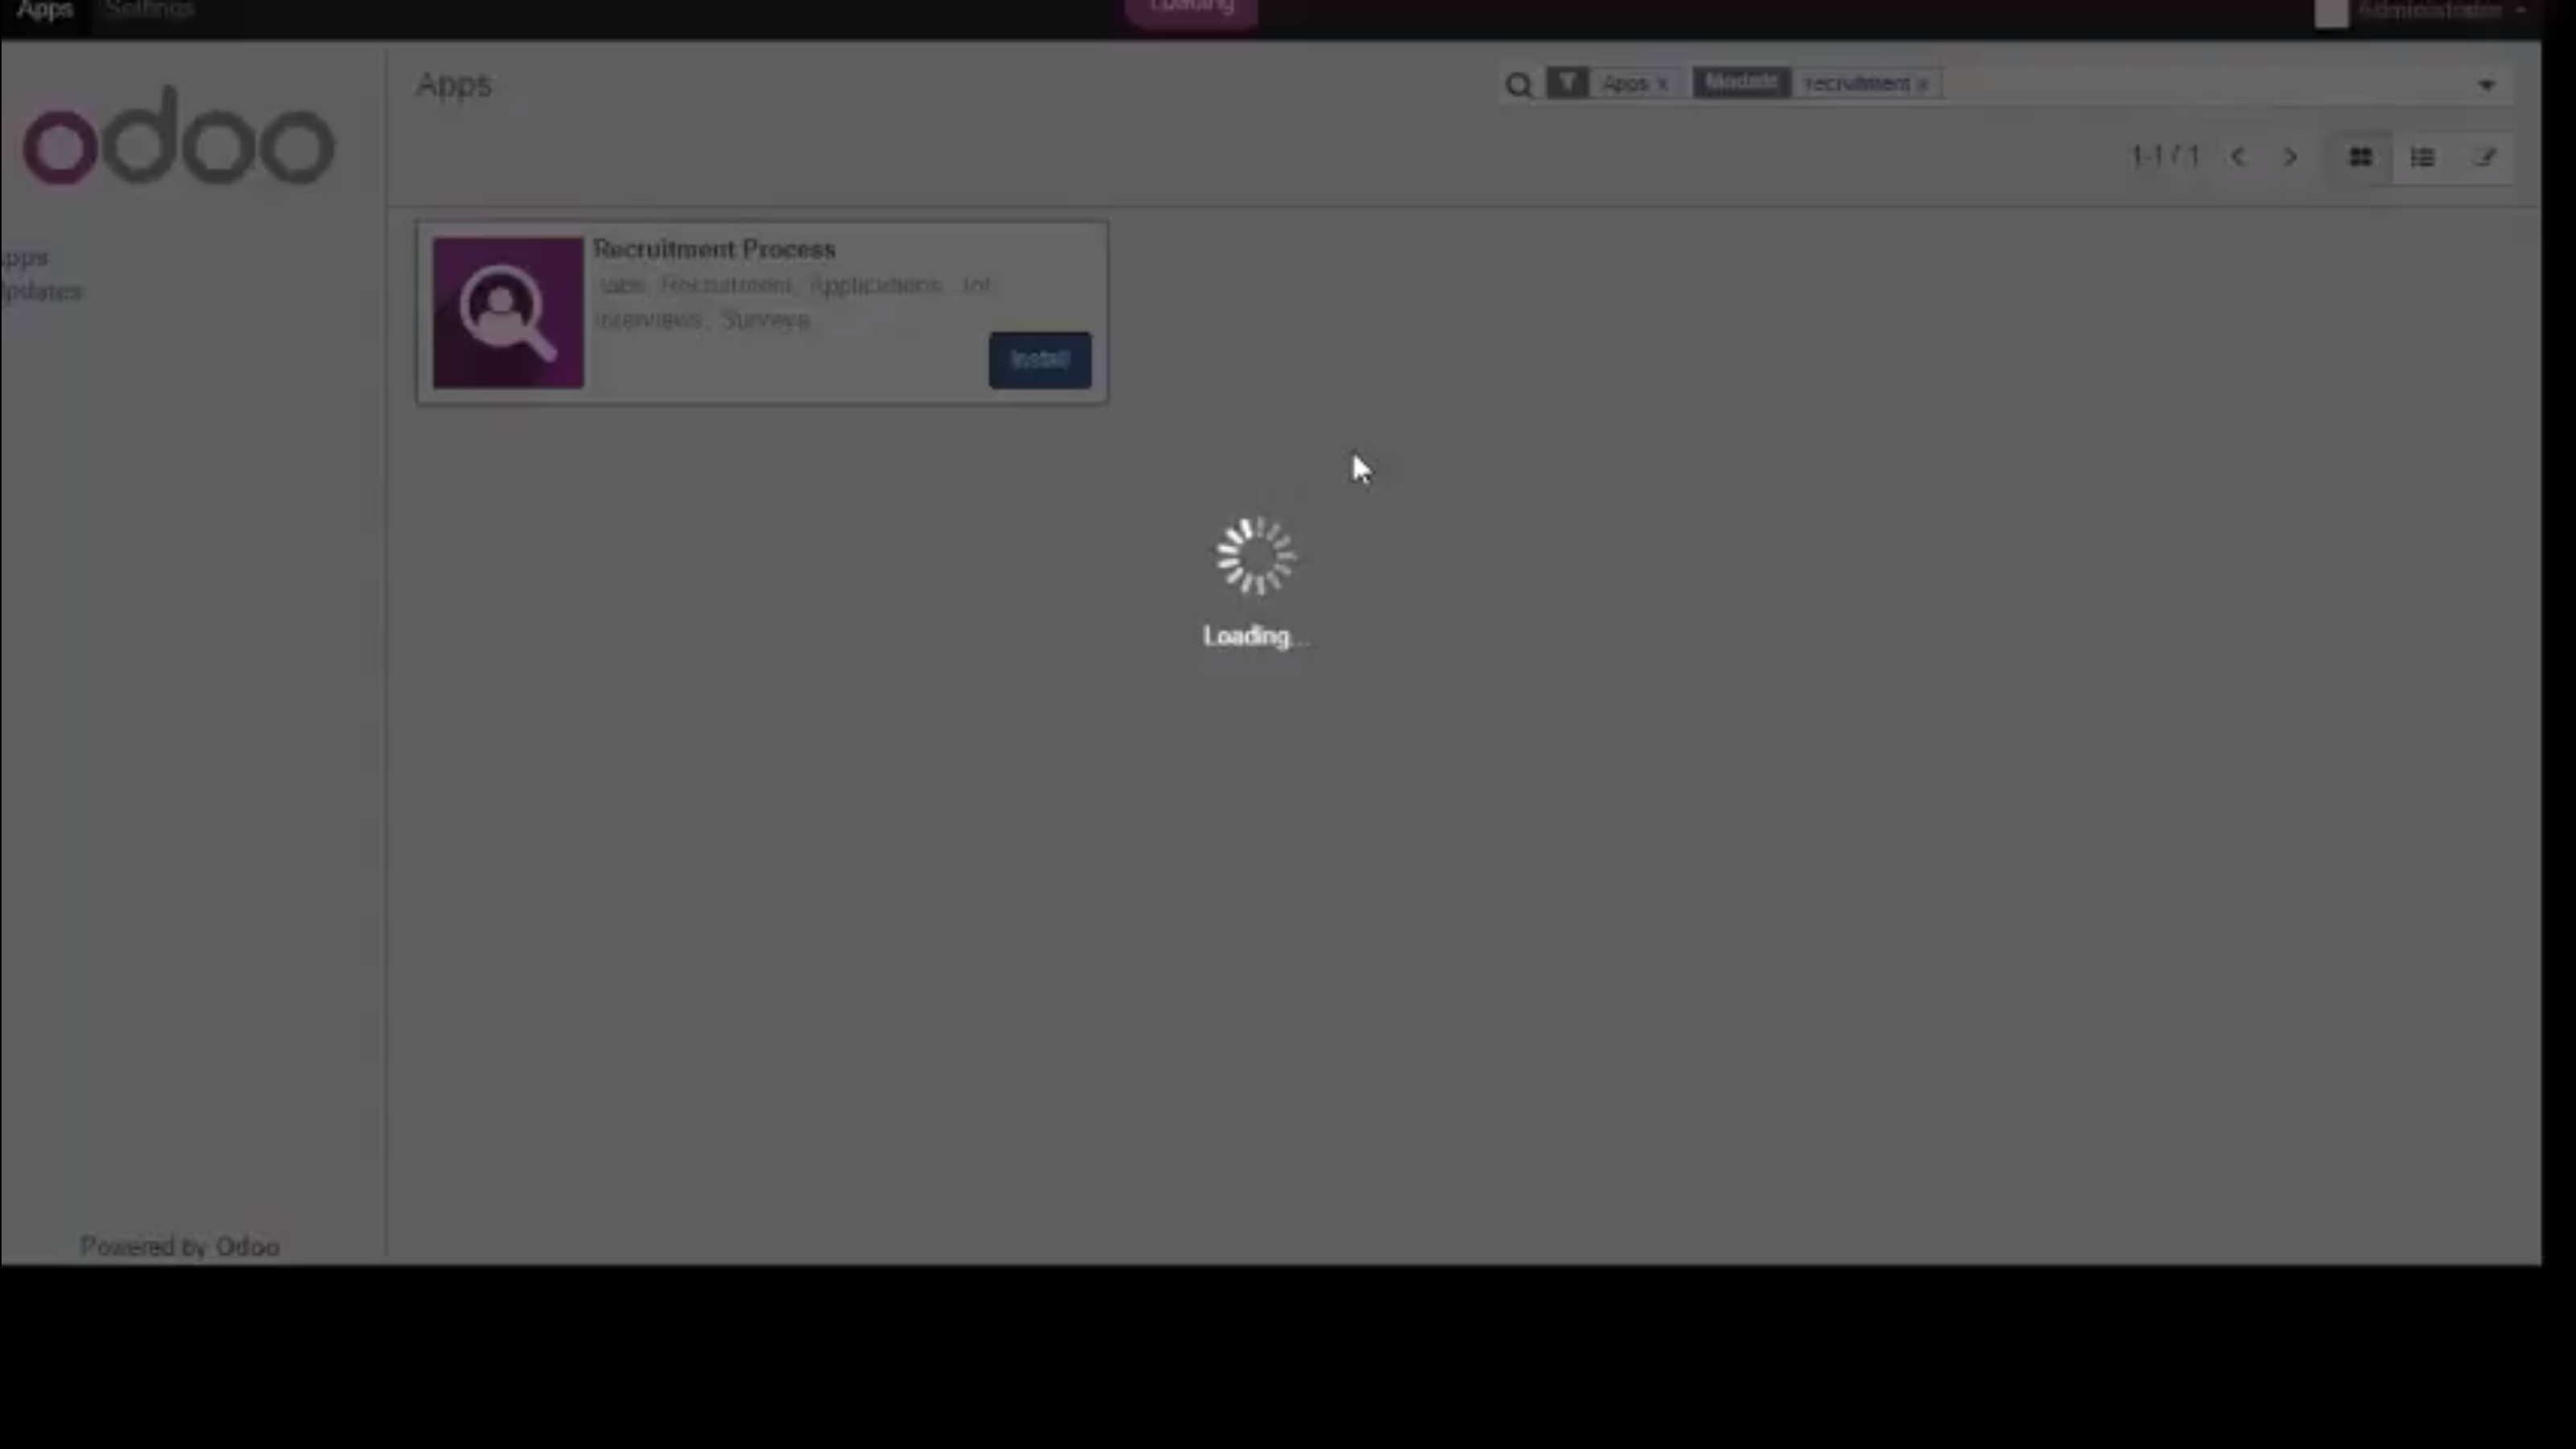 Apps Settings Loading Administrator
odoo
Apps
Apps x Module recruitment x
1-1 / 1
pps
pdates
Recruitment Process
Jobs, Recruitment, Applications, Job
Interviews, Surveys
Install
Loading...
Powered by Odoo